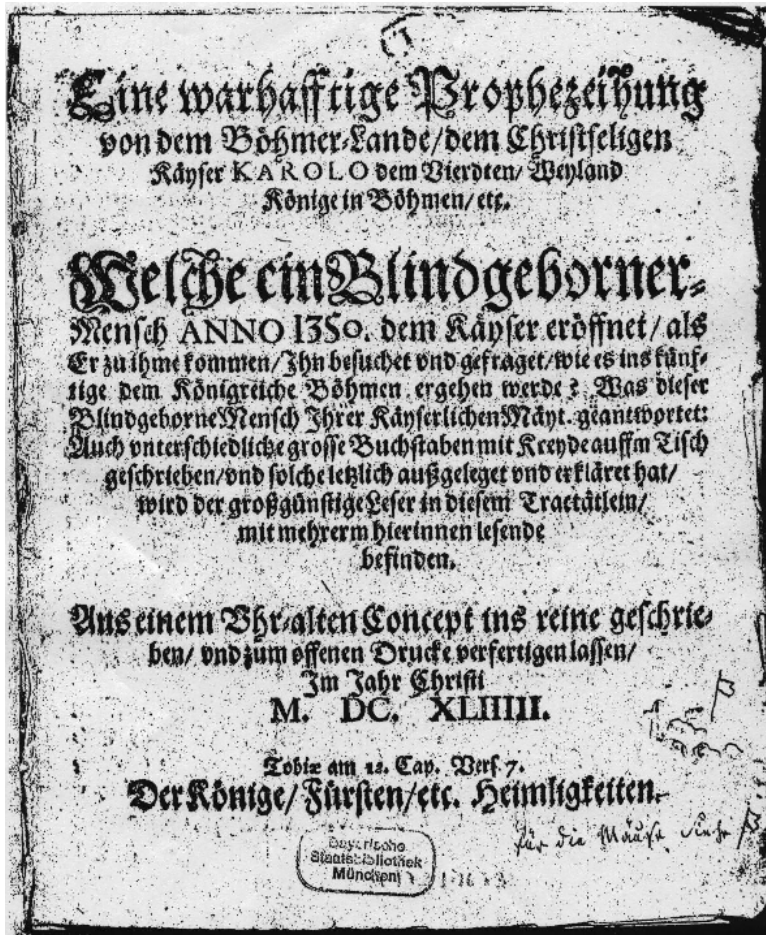 Eine warhafftige Prophezeihung
von dem Böhmer-Lande/dem Christseligen
Käyser KAROLO dem Vierdten/ Weyland
Könige in Böhmen/ etc.
Welche ein Blindgeborner-
Mensch ANNO 1350. dem Käyser eröffnet/ als
Er zu ihme kommen/ Ihn besuchet vnd gefraget/ wie es ins künf-
tige dem Königreiche Böhmen ergehen werde? Was dieser
Blindgeborne Mensch Ihrer Käyserlichen Mäyt. geantwortet:
Auch vnterschiedliche grosse Buchstaben mit Kreyde auffm Tisch
geschrieben/ vnd solche letzlich außgeleget vnd erkläret hat/
wird der großgünstige Leser in diesem Tractätlein/
mit mehrerm hierinnen lesende
befinden.
Aus einem Vhr-alten Concept ins reine geschrie-
ben/ vnd zum offenen Drucke verfertigen lassen/
Im Jahr Christi
M. DC. XLIIIII.
Tobiæ am 12. Cap. Vers 7.
Der Könige/ Fürsten/ etc. Heimligkeiten.
für die
Bayerische
Staatsbibliothek
München